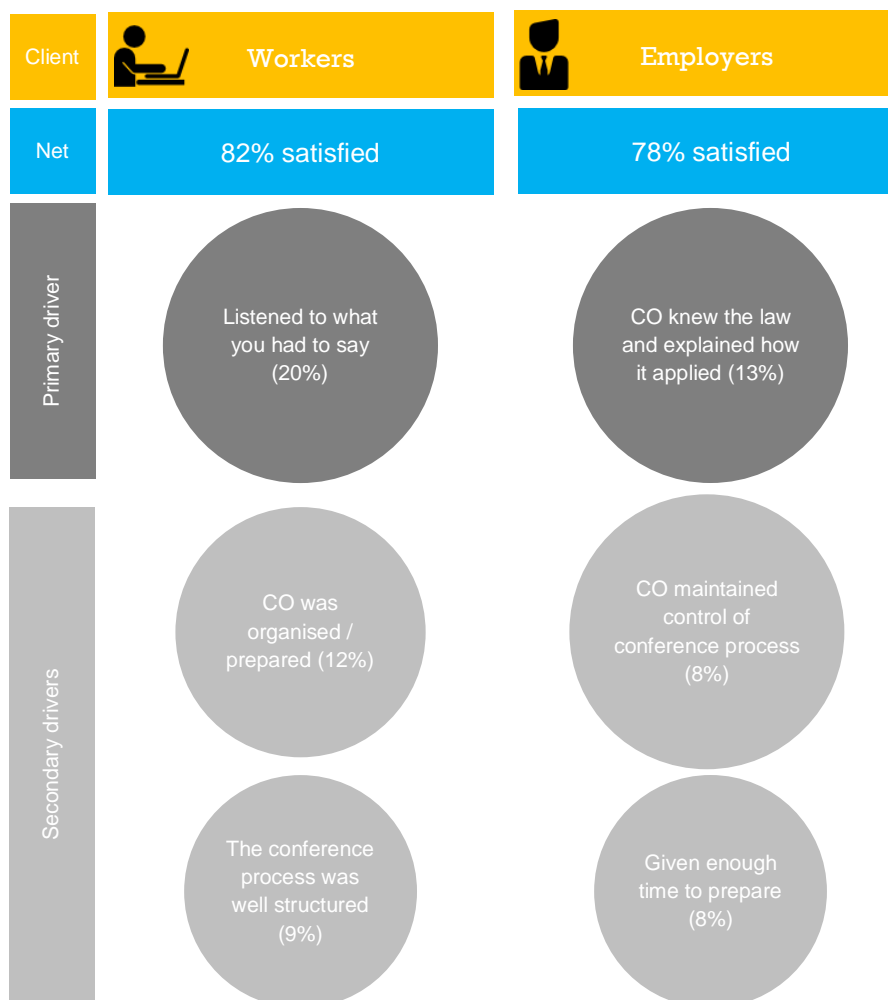 Client
Workers
Employers
Net
82% satisfied
78% satisfied
Primary driver
Listened to what
you had to say
(20%)
CO knew the law
and explained how
it applied (13%)
Secondary drivers
CO was
organised /
prepared (12%)
CO maintained
control of
conference process
(8%)
The conference
process was
well structured
(9%)
Given enough
time to prepare
(8%)